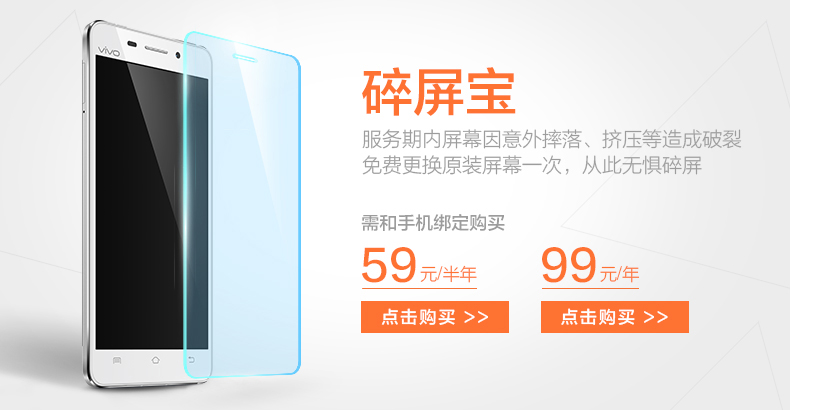 vivo
碎屏宝
服务期内屏幕因意外摔落、挤压等造成破裂
免费更换原装屏幕一次，从此无惧碎屏
需和手机绑定购买
59元/半年
99元/年
点击购买 >>
点击购买 >>